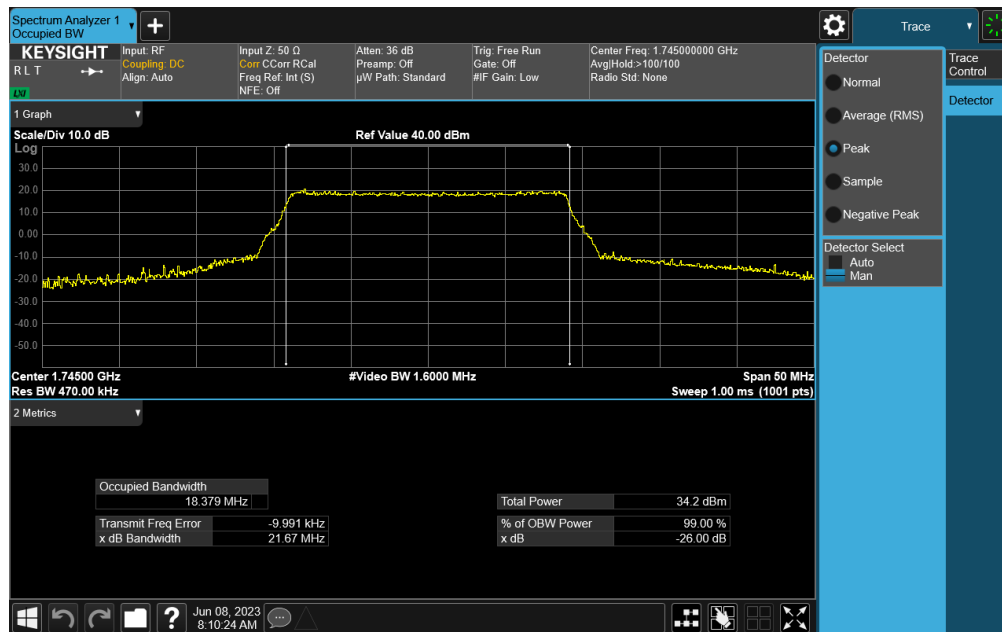 Spectrum Analyzer 1
Occupied BW
+
Trace
KEYSIGHT
R L T
LXI
Input: RF
Coupling: DC
Align: Auto
Input Z: 50 Ω
Corr CCorr RCal
Freq Ref: Int (S)
NFE: Off
Atten: 36 dB
Preamp: Off
µW Path: Standard
Trig: Free Run
Gate: Off
#IF Gain: Low
Center Freq: 1.745000000 GHz
Avg|Hold:>100/100
Radio Std: None
1 Graph
Scale/Div 10.0 dB
Ref Value 40.00 dBm
Log
30.0
20.0
10.0
0.00
-10.0
-20.0
-30.0
-40.0
-50.0
Center 1.74500 GHz
#Video BW 1.6000 MHz
Span 50 MHz
Res BW 470.00 kHz
Sweep 1.00 ms (1001 pts)
2 Metrics
Occupied Bandwidth
18.379 MHz
Transmit Freq Error -9.991 kHz
x dB Bandwidth 21.67 MHz
Total Power 34.2 dBm
% of OBW Power 99.00 %
x dB -26.00 dB
Detector
Normal
Average (RMS)
Peak
Sample
Negative Peak
Detector Select
Auto
Man
Trace
Control
Detector
?
Jun 08, 2023
8:10:24 AM